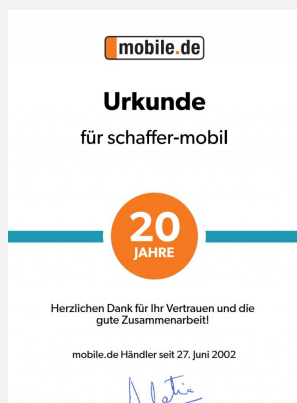 mobile.de
Urkunde
für schaffer-mobil
20
JAHRE
Herzlichen Dank für Ihr Vertrauen und die
gute Zusammenarbeit!
mobile.de Händler seit 27. Juni 2002